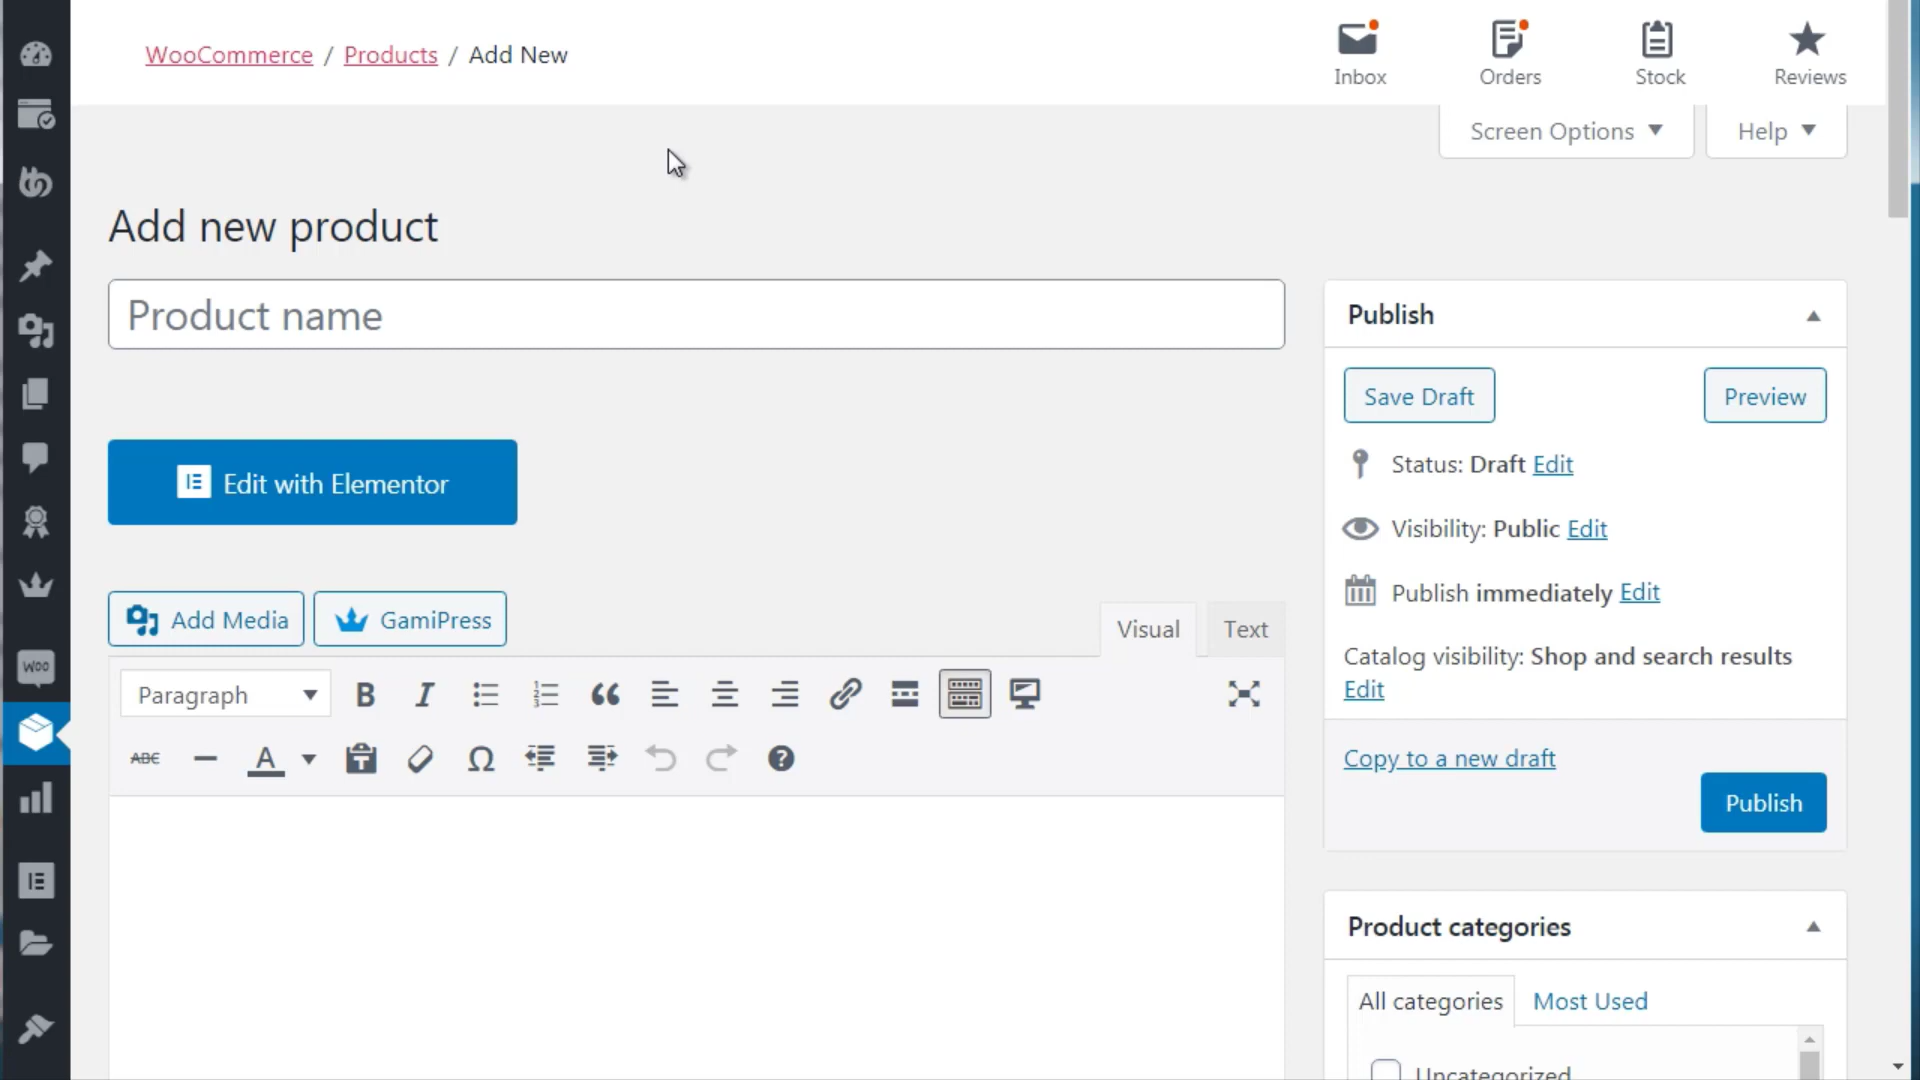 WooCommerce / Products / Add New
Inbox
Orders
Stock
Reviews
Screen Options
Help
Add new product
Product name
Edit with Elementor
Add Media
GamiPress
Visual
Text
Paragraph
B
I
ABC
A
Ω
WOO
Publish
Save Draft
Preview
Status: Draft Edit
Visibility: Public Edit
Publish immediately Edit
Catalog visibility: Shop and search results
Edit
Copy to a new draft
Publish
Product categories
All categories
Most Used
Uncategorized